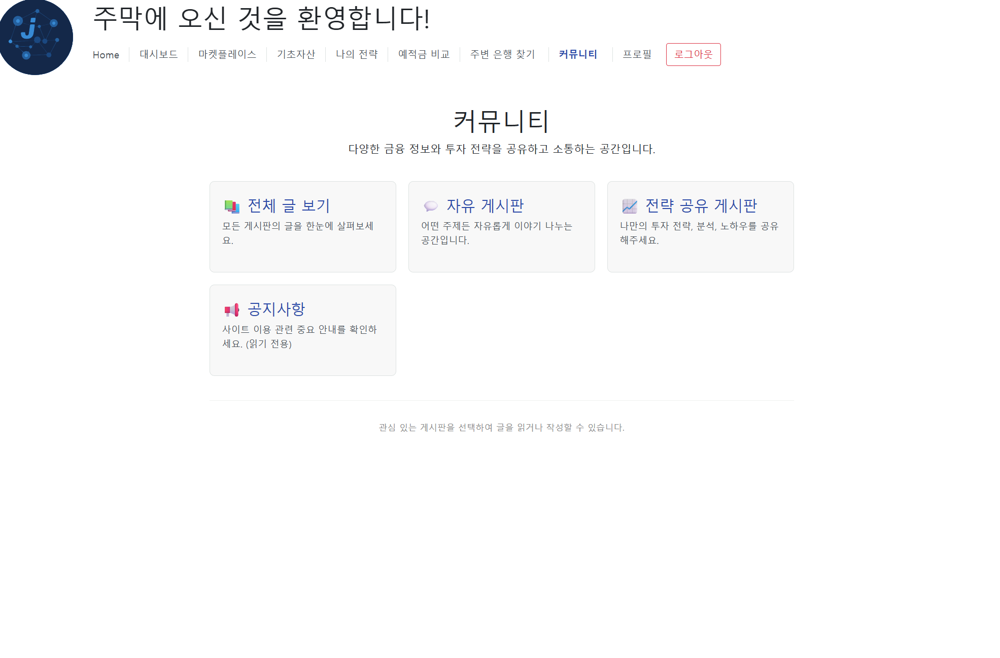 j
주막에 오신 것을 환영합니다!
Home 대시보드 마켓플레이스 기초자산 나의 전략 예적금 비교 주변 은행 찾기 커뮤니티 프로필 로그아웃
커뮤니티
다양한 금융 정보와 투자 전략을 공유하고 소통하는 공간입니다.
전체 글 보기
모든 게시판의 글을 한눈에 살펴보세
요.
자유 게시판
어떤 주제든 자유롭게 이야기 나누는
공간입니다.
전략 공유 게시판
나만의 투자 전략, 분석, 노하우를 공유
해주세요.
공지사항
사이트 이용 관련 중요 안내를 확인하
세요. (읽기 전용)
관심 있는 게시판을 선택하여 글을 읽거나 작성할 수 있습니다.